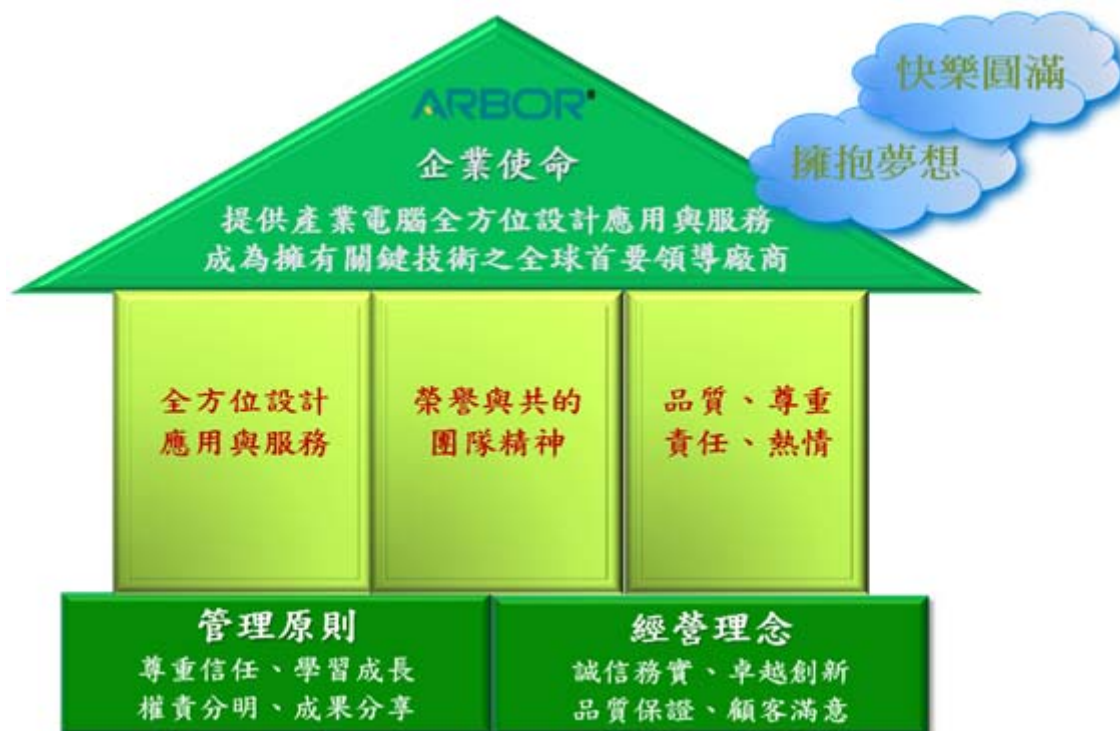 快樂圓滿
擁抱夢想
ARBOR®
企業使命
提供產業電腦全方位設計應用與服務
成為擁有關鍵技術之全球首要領導廠商
全方位設計
應用與服務
榮譽與共的
團隊精神
品質、尊重
責任、熱情
管理原則
尊重信任、學習成長
權責分明、成果分享
經營理念
誠信務實、卓越創新
品質保證、顧客滿意